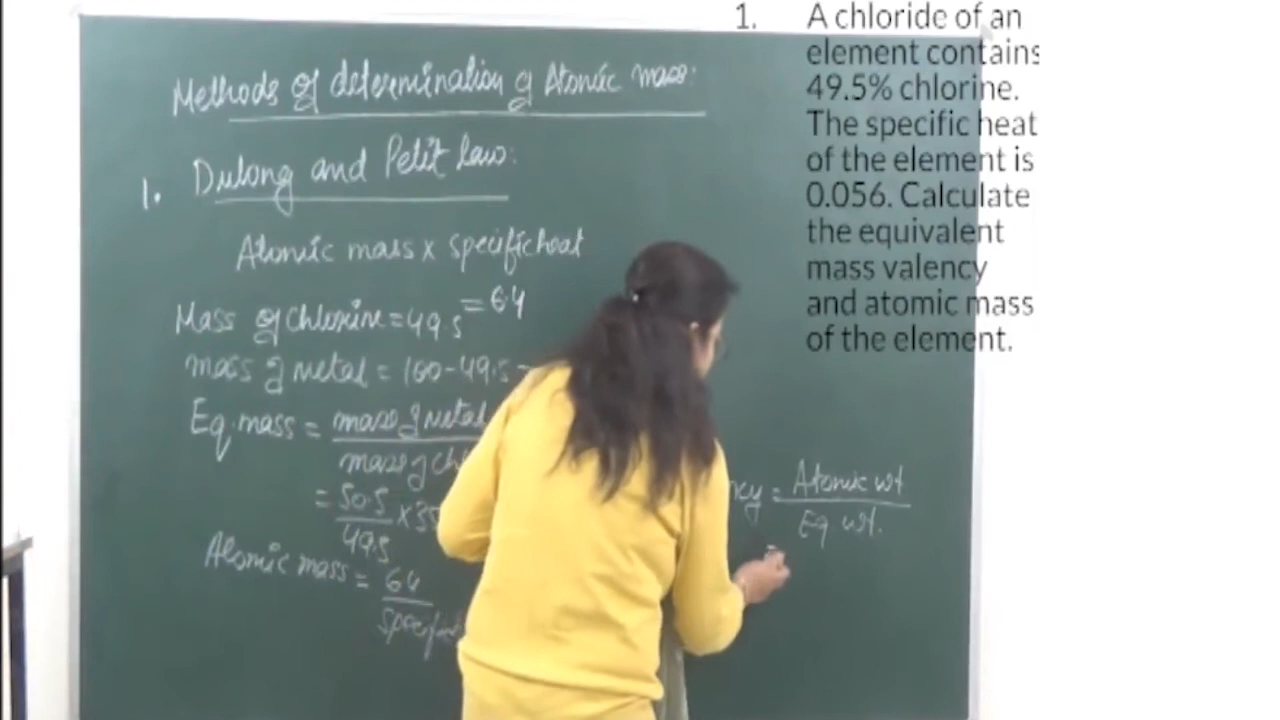 Methods of determination of Atomic mass:
1. Dulong and Petit law:
Atomic mass x specific heat
= 6.4
Mass of chlorine = 49.5
mass of metal = 100-49.5
Eq. mass = mass of metal
mass of
= 50.5
49.5
x 35
Atomic mass = 6.4
= Atomic wt
Eq wt.
1. A chloride of an
element contains
49.5% chlorine.
The specific heat
of the element is
0.056. Calculate
the equivalent
mass valency
and atomic mass
of the element.